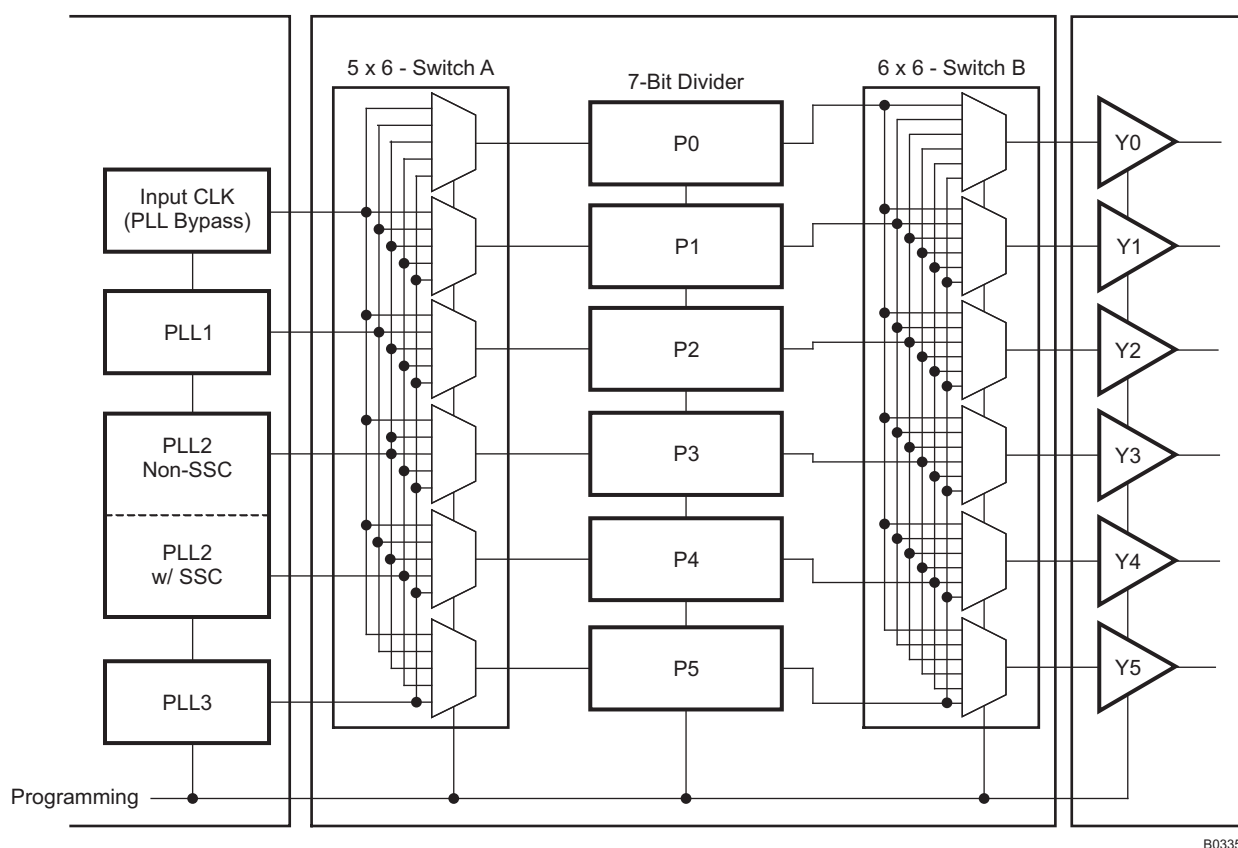 5 x 6 - Switch A
7-Bit Divider
6 x 6 - Switch B
Input CLK
(PLL Bypass)
PLL1
PLL2
Non-SSC
PLL2
w/ SSC
PLL3
P0
P1
P2
P3
P4
P5
Y0
Y1
Y2
Y3
Y4
Y5
Programming
B0335